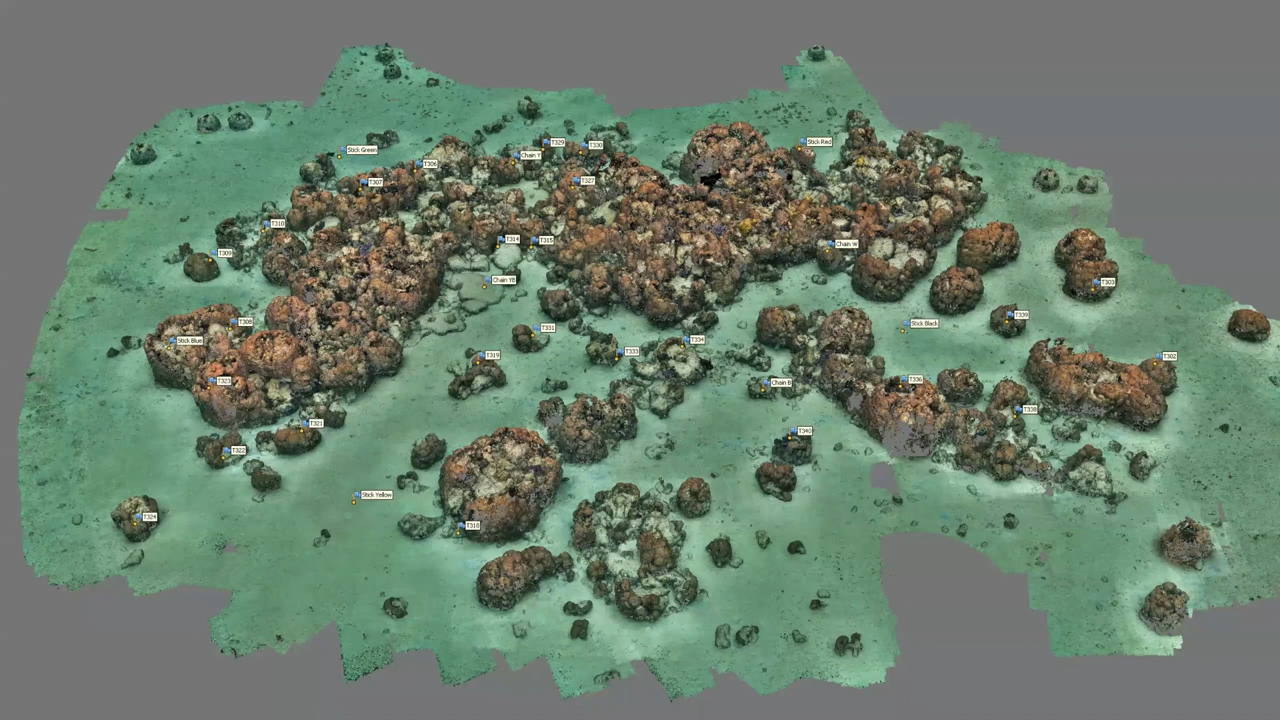 Stick Green
Chain Y
T329
T330
Stick Red
T306
T307
T327
T310
T309
T314
T315
Chain W
Chain YB
T303
T308
Stick Blue
T331
Stick Black
T339
T319
T333
T334
T302
T323
Chain B
T336
T338
T321
T322
T340
Stick Yellow
T324
T318